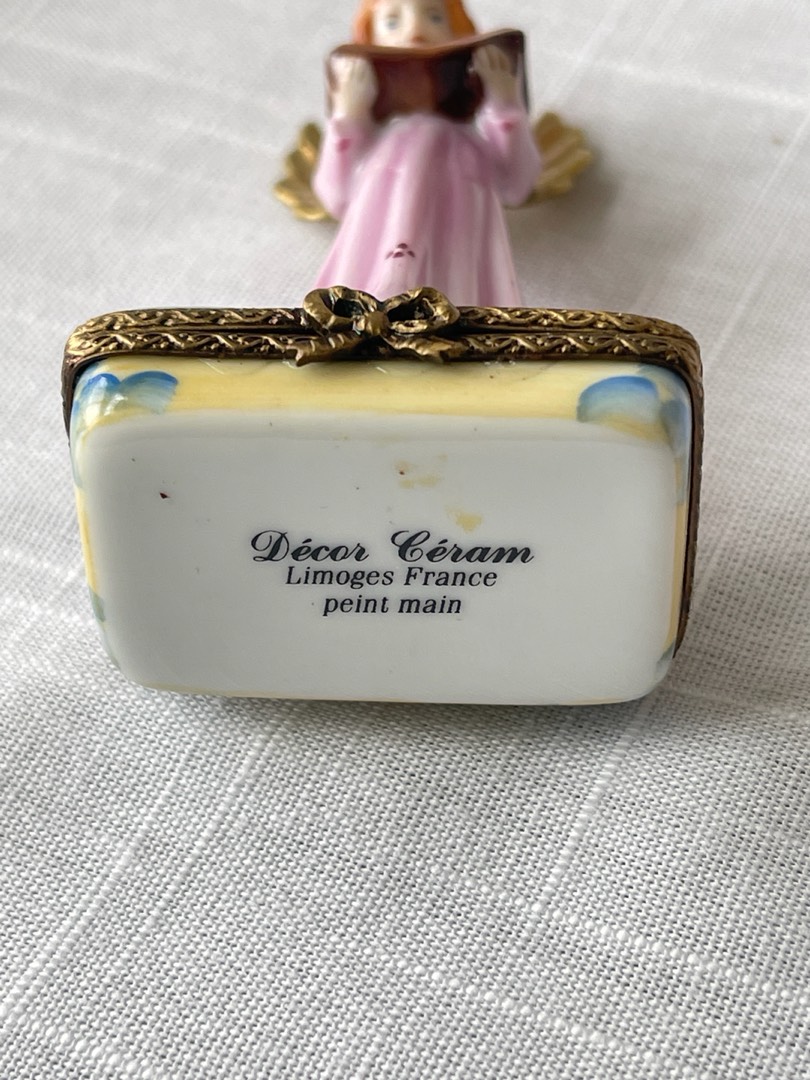 Décor Céram
Limoges France
peint main